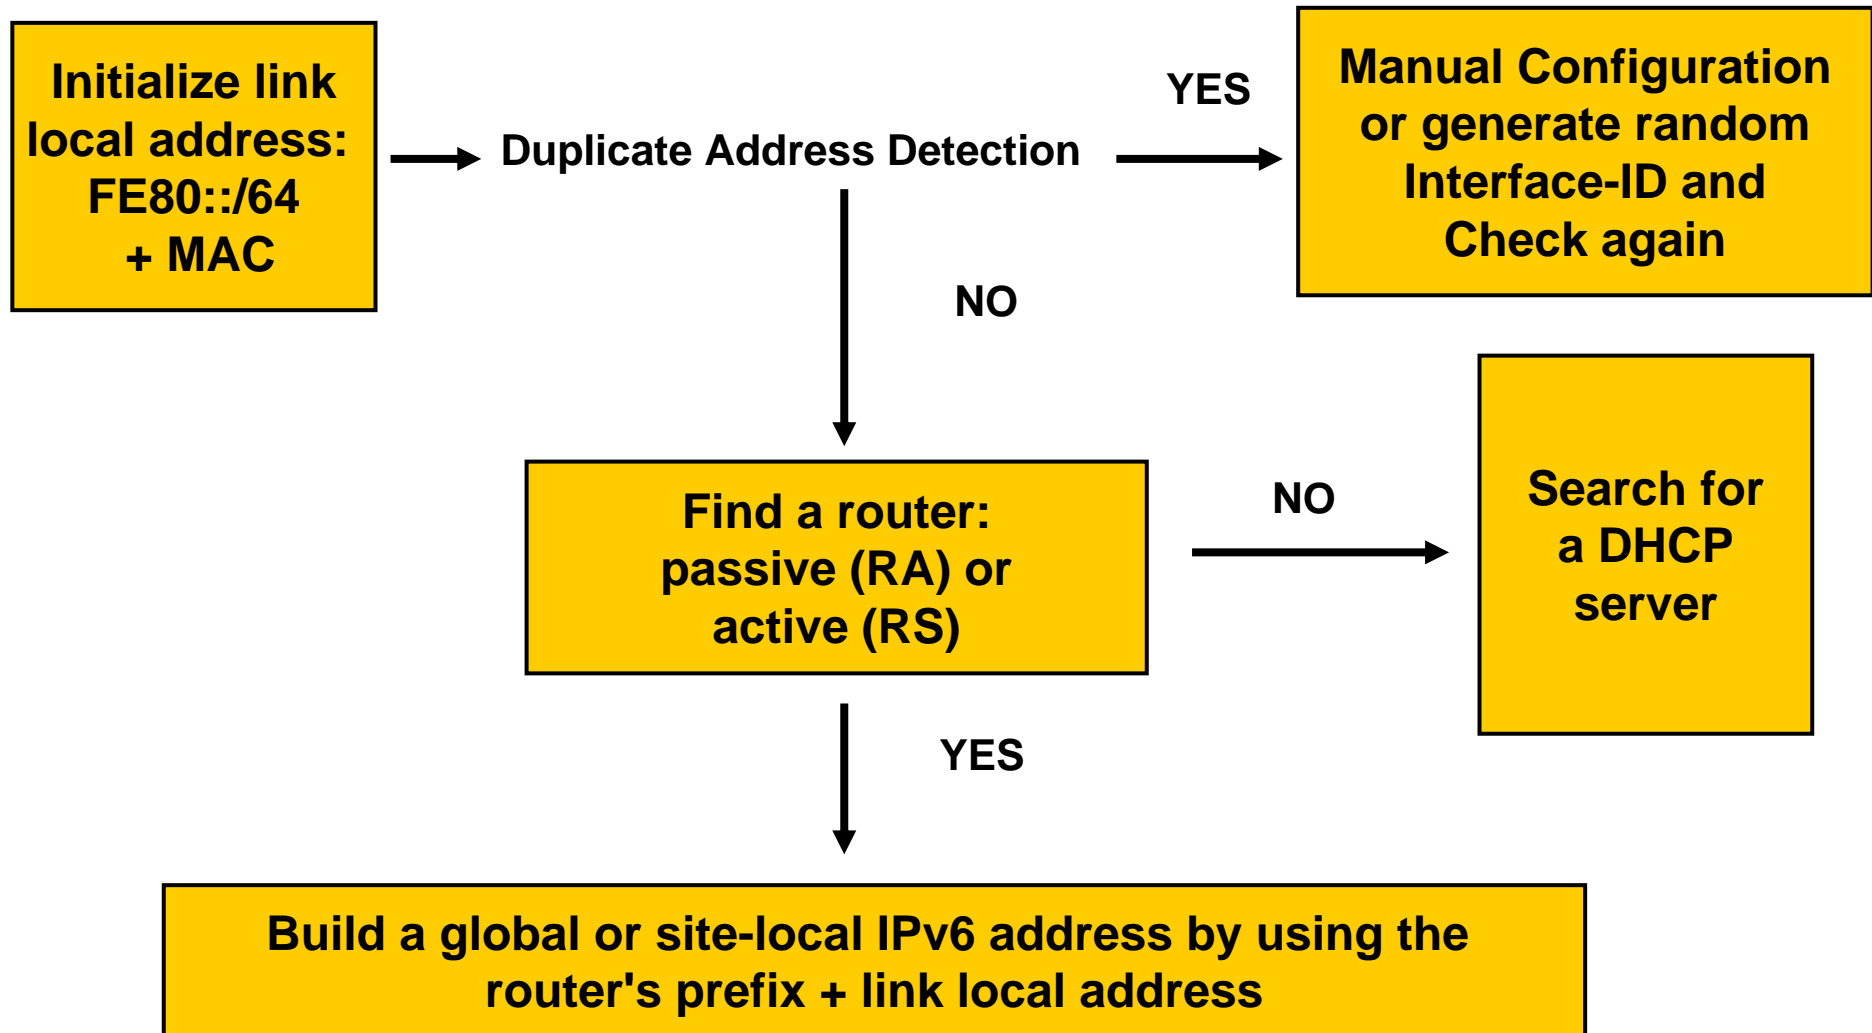 Initialize link
local address:
FE80::/64
+ MAC
Duplicate Address Detection
YES
Manual Configuration
or generate random
Interface-ID and
Check again
NO
Find a router:
passive (RA) or
active (RS)
NO
Search for
a DHCP
server
YES
Build a global or site-local IPv6 address by using the
router's prefix + link local address